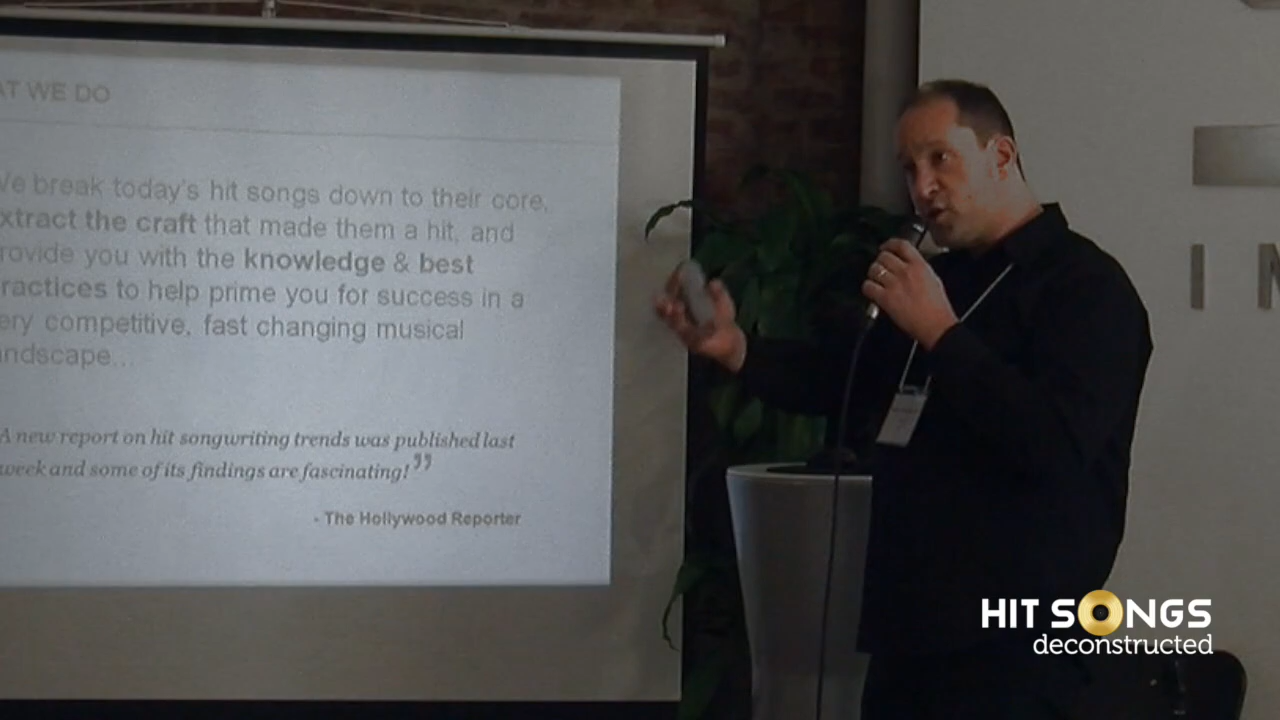 AT WE DO
We break today's hit songs down to their core,
xtract the craft that made them a hit, and
rovide you with the knowledge & best
ractices to help prime you for success in a
ery competitive, fast changing musical
ndscape...
A new report on hit songwriting trends was published last
week and some of its findings are fascinating!”
- The Hollywood Reporter
I
HIT SONGS
deconstructed